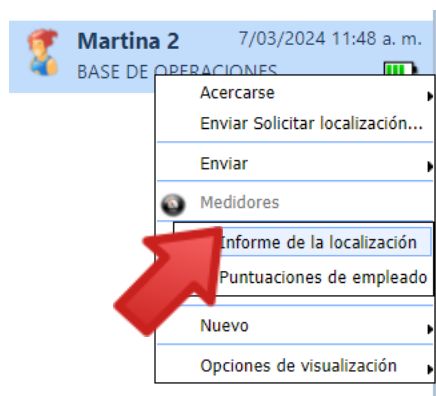 Martina 2 7/03/2024 11:48 a. m.
BASE DE OPERACIONES
Acercarse
Enviar Solicitar localización...
Enviar
Medidores
Informe de la localización
Puntuaciones de empleado
Nuevo
Opciones de visualización